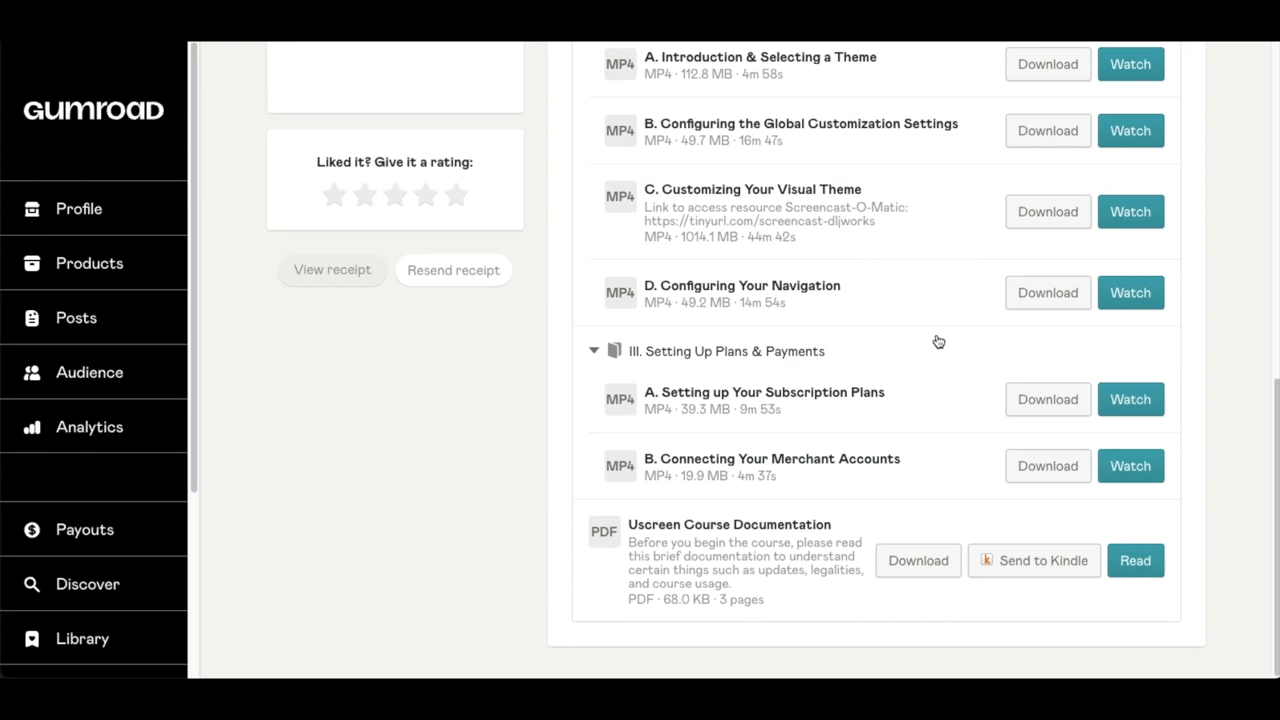 GUMROAD
Profile
Products
Posts
Audience
Analytics
Payouts
Discover
Library
Liked it? Give it a rating:
View receipt
Resend receipt
MP4
A. Introduction & Selecting a Theme
MP4 · 112.8 MB · 4m 58s
Download
Watch
MP4
B. Configuring the Global Customization Settings
MP4 · 49.7 MB · 16m 47s
Download
Watch
MP4
C. Customizing Your Visual Theme
Link to access resource Screencast-O-Matic:
https://tinyurl.com/screencast-dljworks
MP4 · 1014.1 MB · 44m 42s
Download
Watch
MP4
D. Configuring Your Navigation
MP4 · 49.2 MB · 14m 54s
Download
Watch
III. Setting Up Plans & Payments
MP4
A. Setting up Your Subscription Plans
MP4 · 39.3 MB · 9m 53s
Download
Watch
MP4
B. Connecting Your Merchant Accounts
MP4 · 19.9 MB · 4m 37s
Download
Watch
PDF
Uscreen Course Documentation
Before you begin the course, please read
this brief documentation to understand
certain things such as updates, legalities,
and course usage.
PDF · 68.0 KB · 3 pages
Download
k Send to Kindle
Read